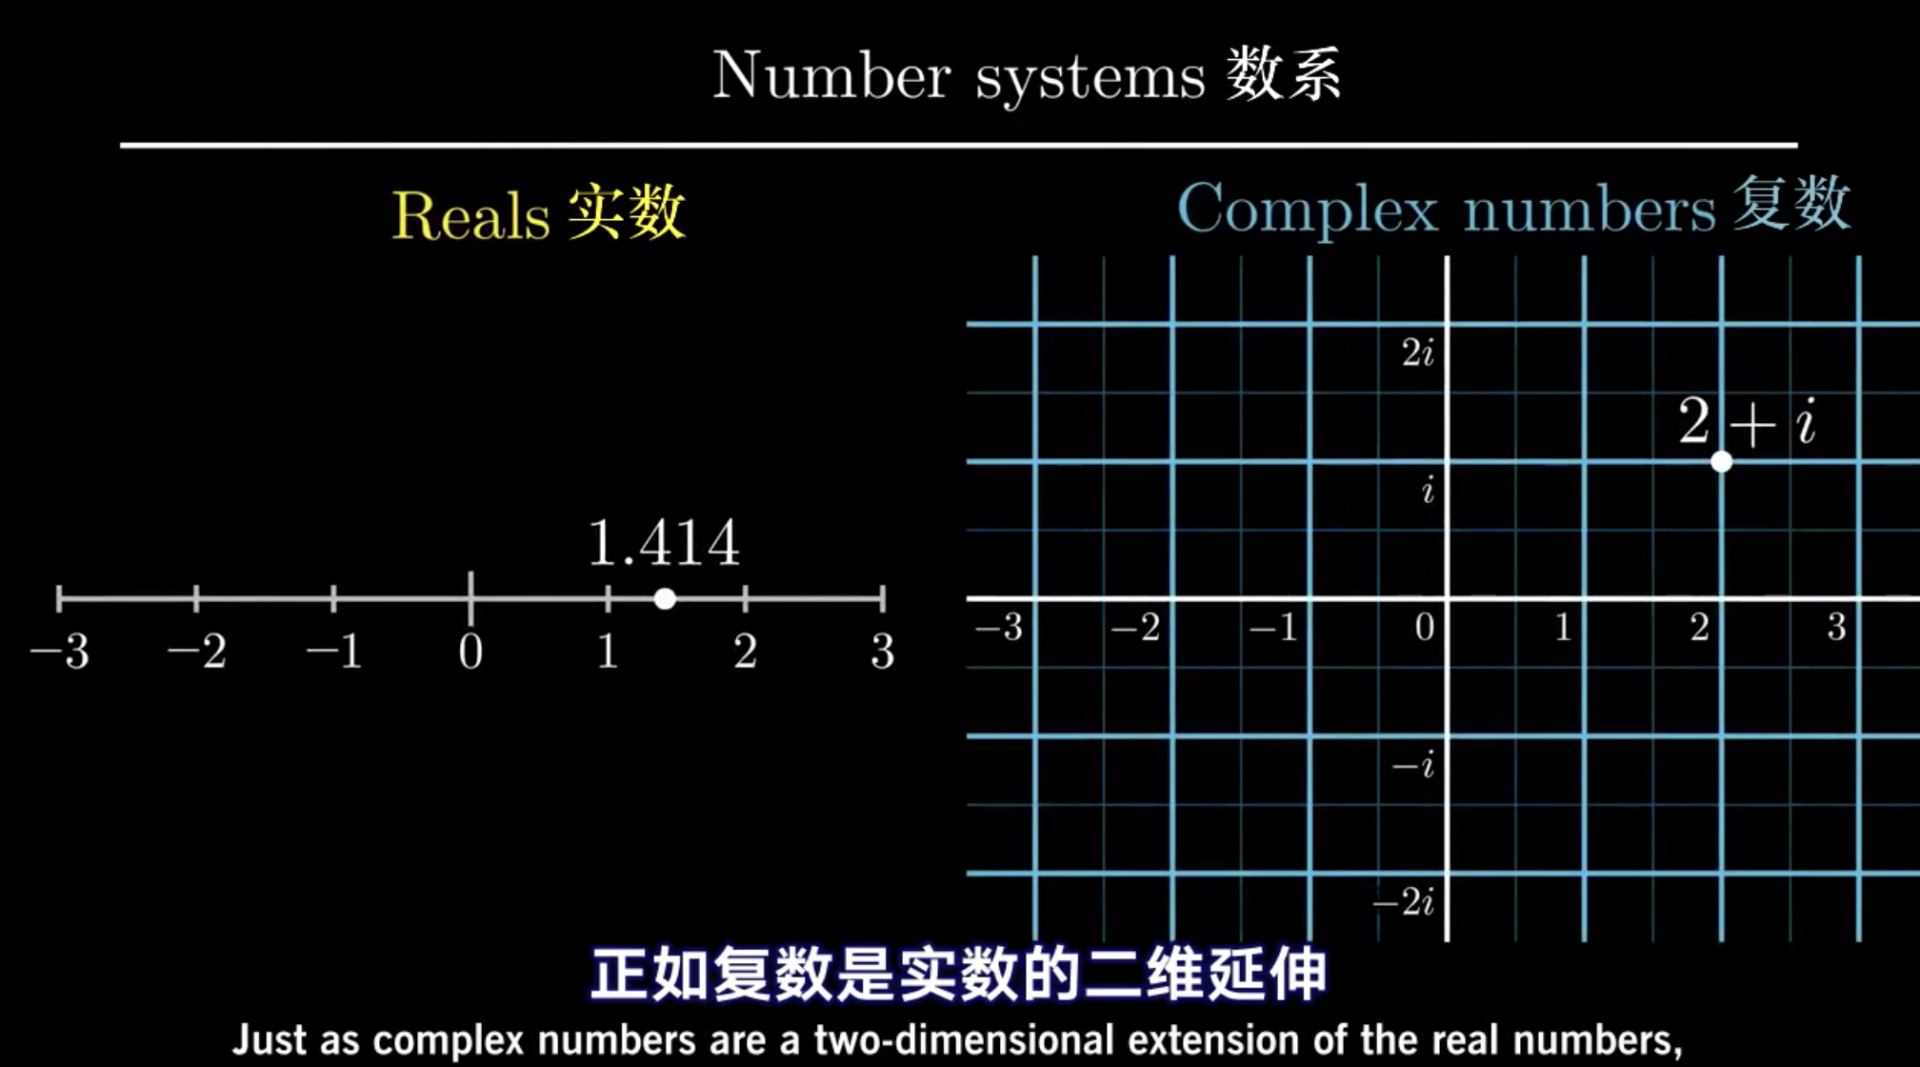 Number systems 数系
Reals 实数
Complex numbers 复数
2i
2 + i
i
1.414
−3 −2 −1 0 1 2 3
−3 −2 −1 0 1 2 3
−i
−2i
正如复数是实数的二维延伸
Just as complex numbers are a two-dimensional extension of the real numbers,